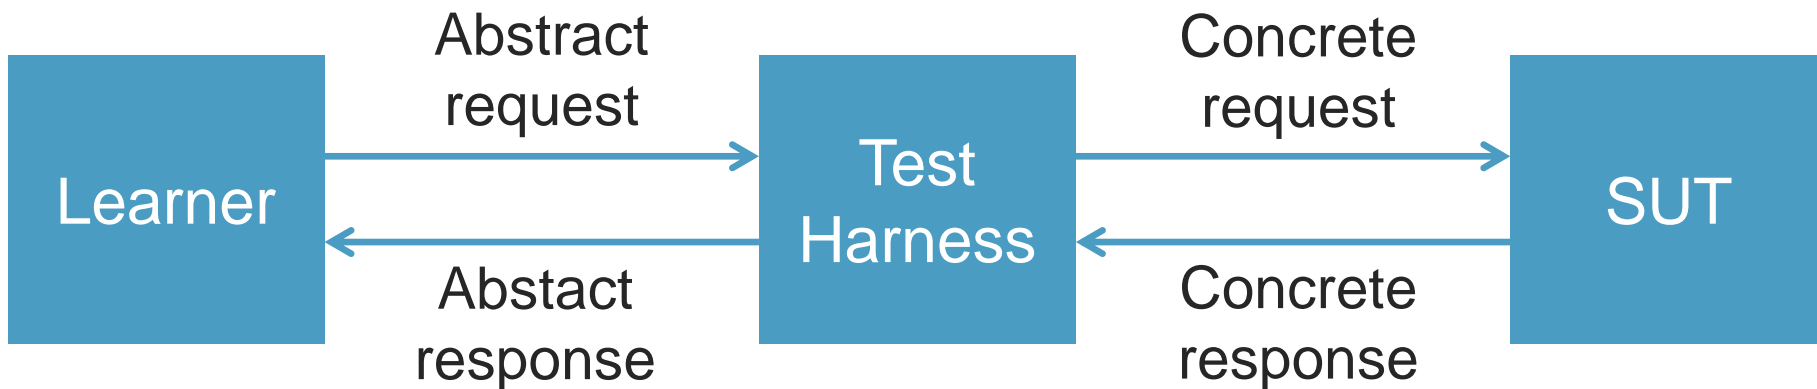 Abstract
request
Concrete
request
Learner
Test
Harness
SUT
Abstact
response
Concrete
response